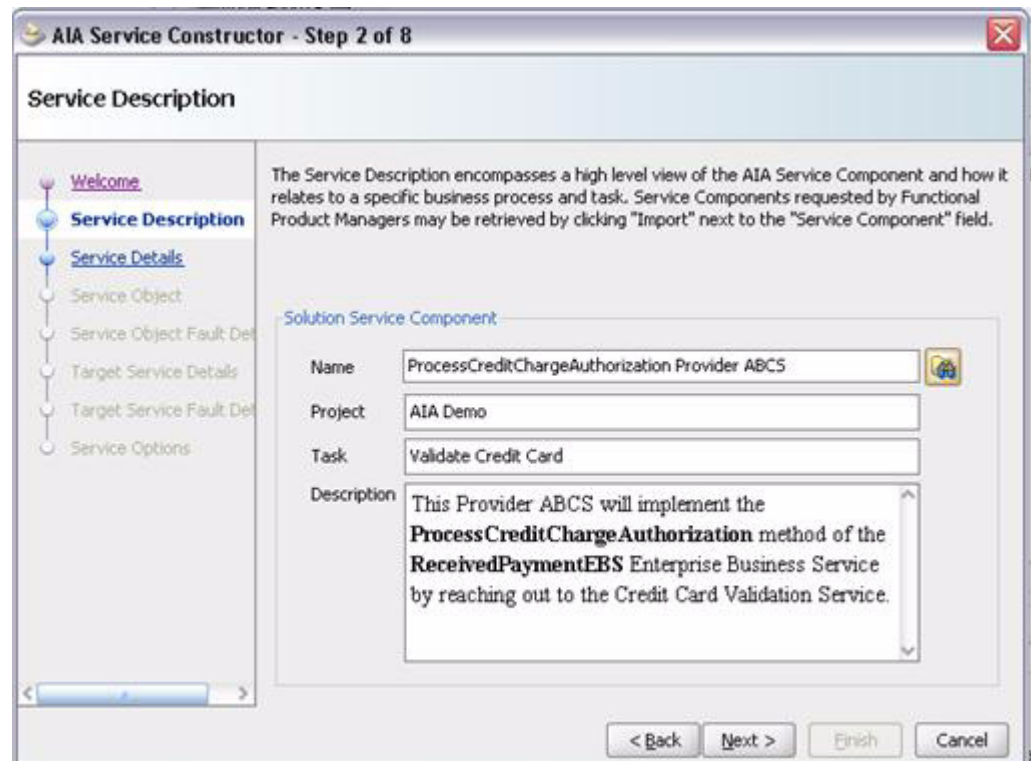 AIA Service Constructor - Step 2 of 8
Service Description
Welcome
Service Description
Service Details
Service Object
Service Object Fault Det
Target Service Details
Target Service Fault Det
Service Options
The Service Description encompasses a high level view of the AIA Service Component and how it
relates to a specific business process and task. Service Components requested by Functional
Product Managers may be retrieved by clicking "Import" next to the "Service Component" field.
Solution Service Component
Name ProcessCreditChargeAuthorization Provider ABCS
Project AIA Demo
Task Validate Credit Card
Description This Provider ABCS will implement the
ProcessCreditChargeAuthorization method of the
ReceivedPaymentEBS Enterprise Business Service
by reaching out to the Credit Card Validation Service.
< Back Next > Finish Cancel